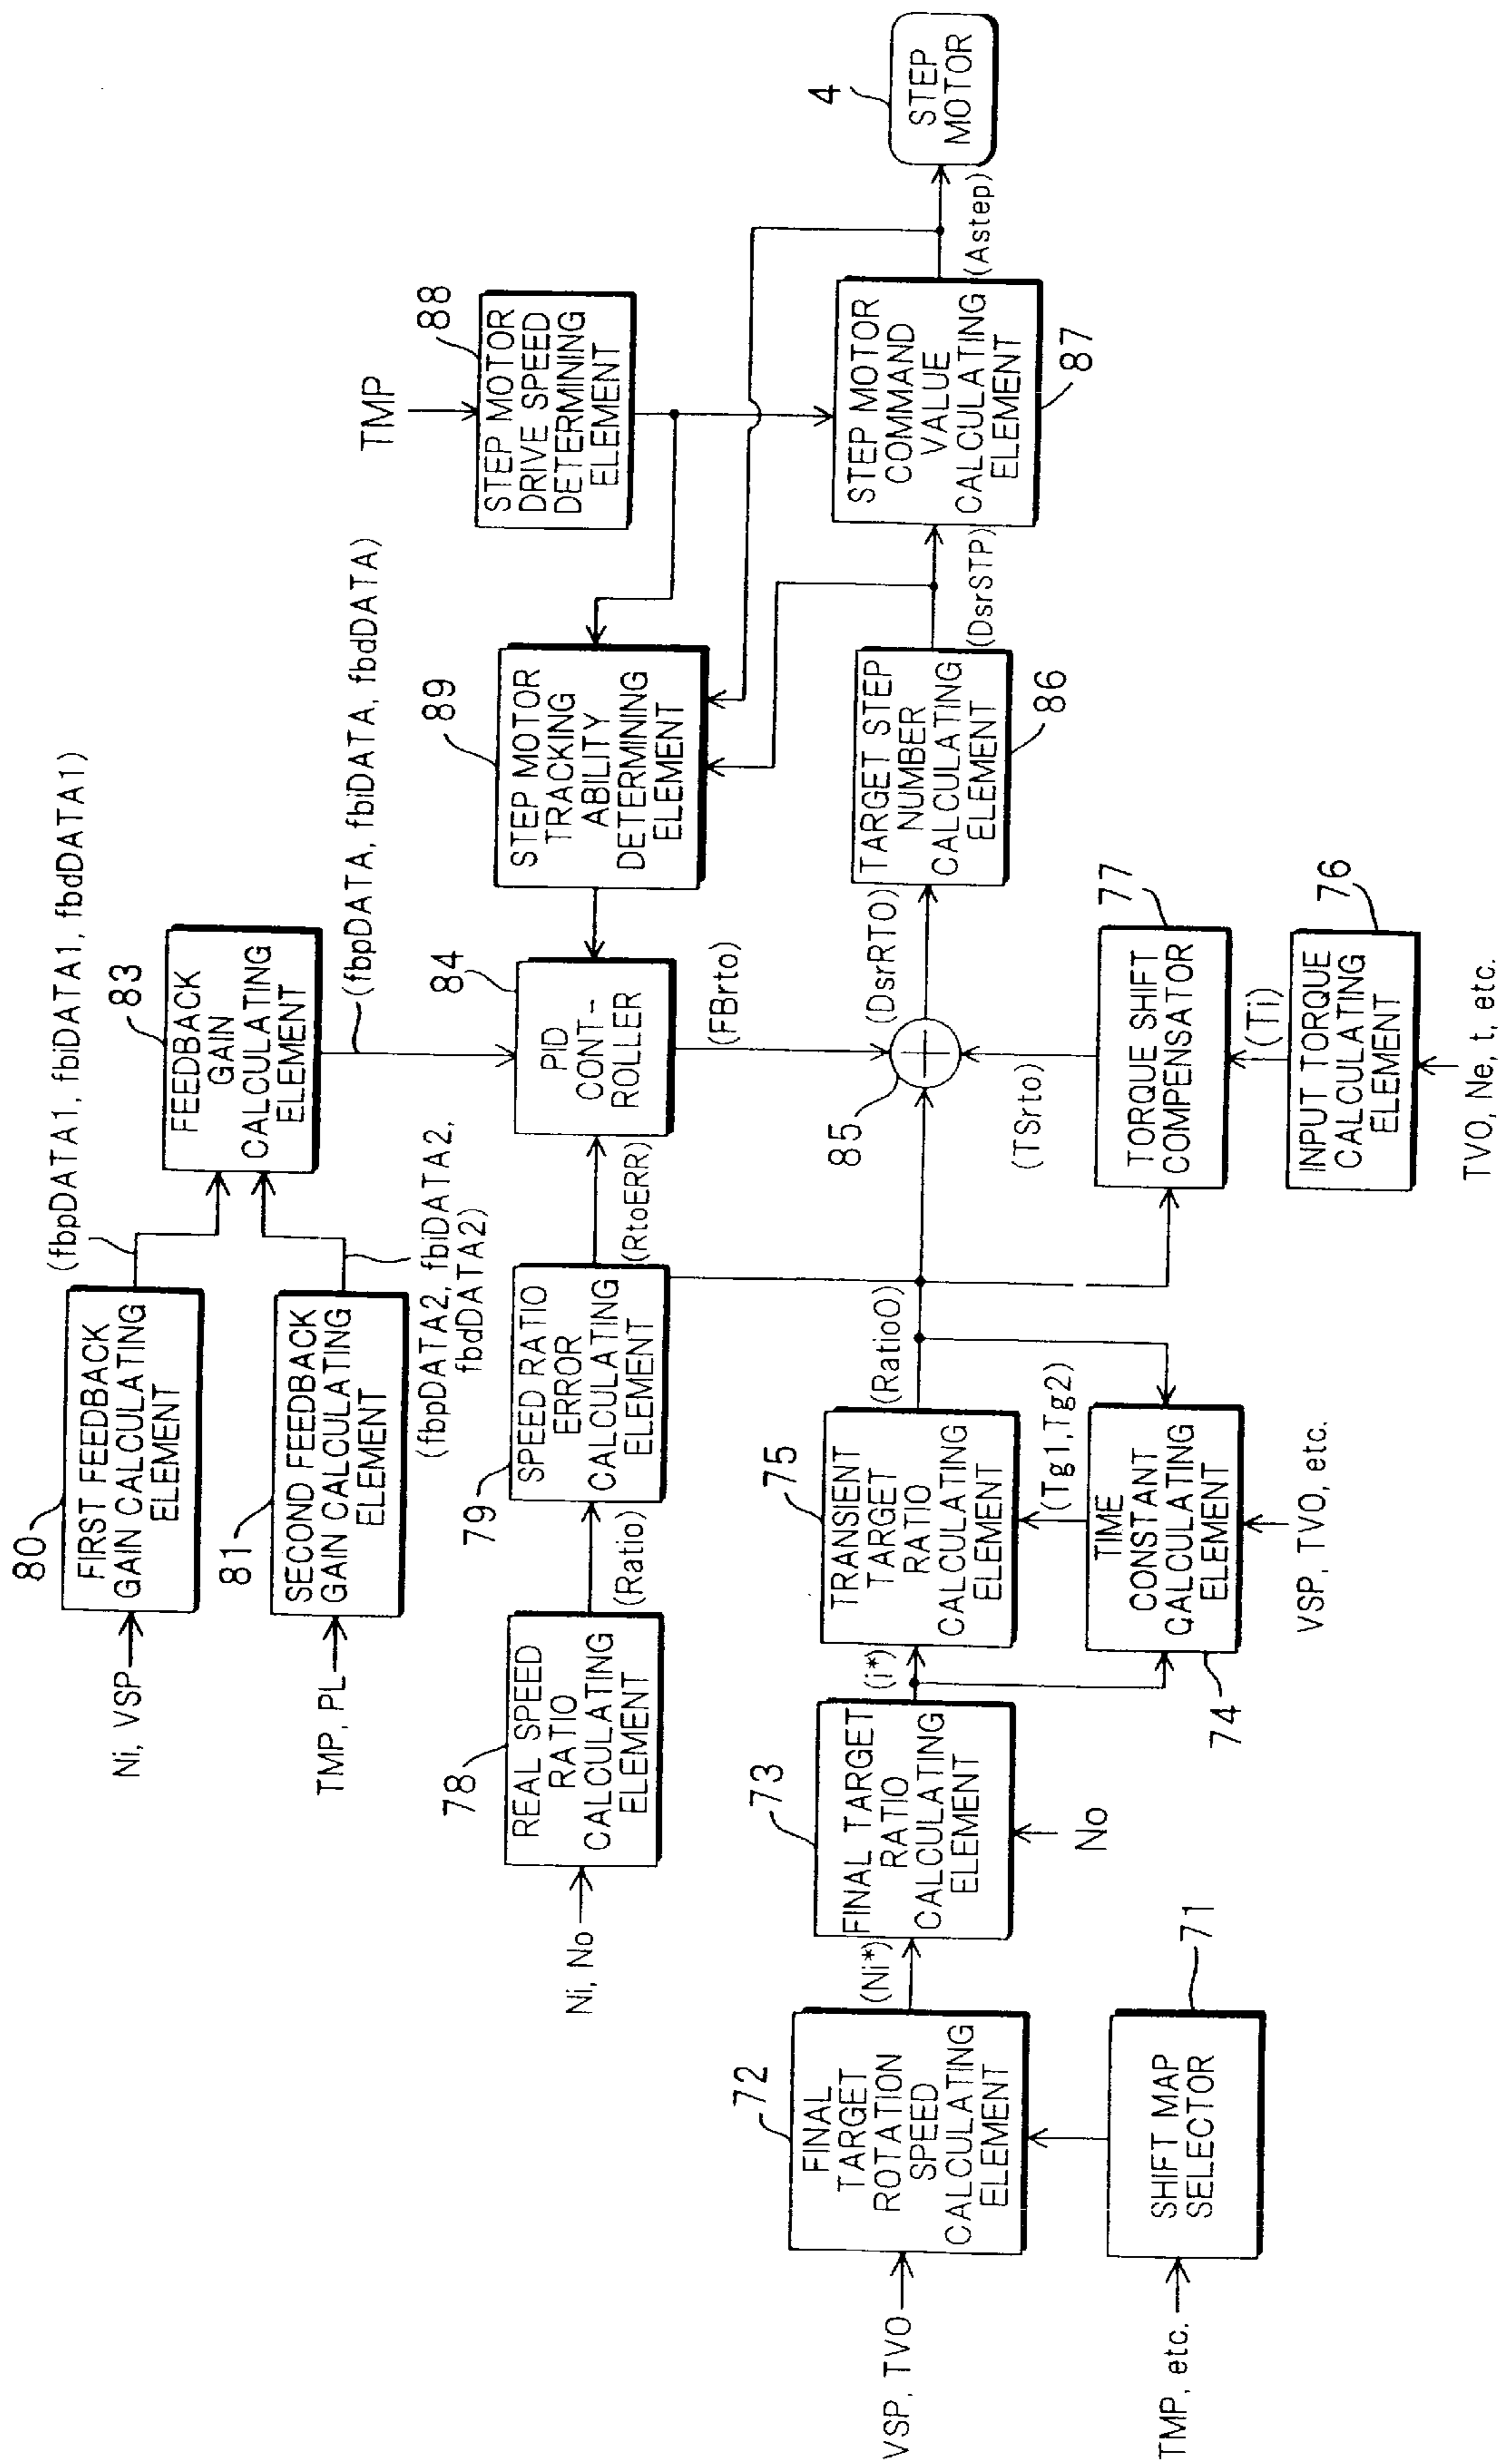 80
FIRST FEEDBACK
GAIN CALCULATING
ELEMENT
Ni, VSP
(fbpDATA1, fbiDATA1, fbdDATA1)
81
SECOND FEEDBACK
GAIN CALCULATING
ELEMENT
TMP, PL
(fbpDATA2, fbiDATA2,
fbdDATA2)
83
FEEDBACK
GAIN
CALCULATING
ELEMENT
(fbpDATA, fbiDATA, fbdDATA)
78
REAL SPEED
RATIO
CALCULATING
ELEMENT
Ni, No
(Ratio)
79
SPEED RATIO
ERROR
CALCULATING
ELEMENT
(RtoERR)
84
PID
CONT-
ROLLER
(FBrto)
89
STEP MOTOR
TRACKING
ABILITY
DETERMINING
ELEMENT
TMP
88
STEP MOTOR
DRIVE SPEED
DETERMINING
ELEMENT
VSP, TVO
72
FINAL
TARGET
ROTATION
SPEED
CALCULATING
ELEMENT
(Ni*)
73
FINAL TARGET
RATIO
CALCULATING
ELEMENT
No
(i*)
75
TRANSIENT
TARGET
RATIO
CALCULATING
ELEMENT
(Ratio0)
(Tg1,Tg2)
85
(DsrRTO)
(TSrto)
TARGET STEP
NUMBER
CALCULATING
ELEMENT
86
(DsrSTP)
STEP MOTOR
COMMAND
VALUE
CALCULATING
ELEMENT
87
(Astep)
4
STEP
MOTOR
TMP, etc.
71
SHIFT MAP
SELECTOR
74
TIME
CONSTANT
CALCULATING
ELEMENT
VSP, TVO, etc.
77
TORQUE SHIFT
COMPENSATOR
(Ti)
76
INPUT TORQUE
CALCULATING
ELEMENT
TVO, Ne, t, etc.